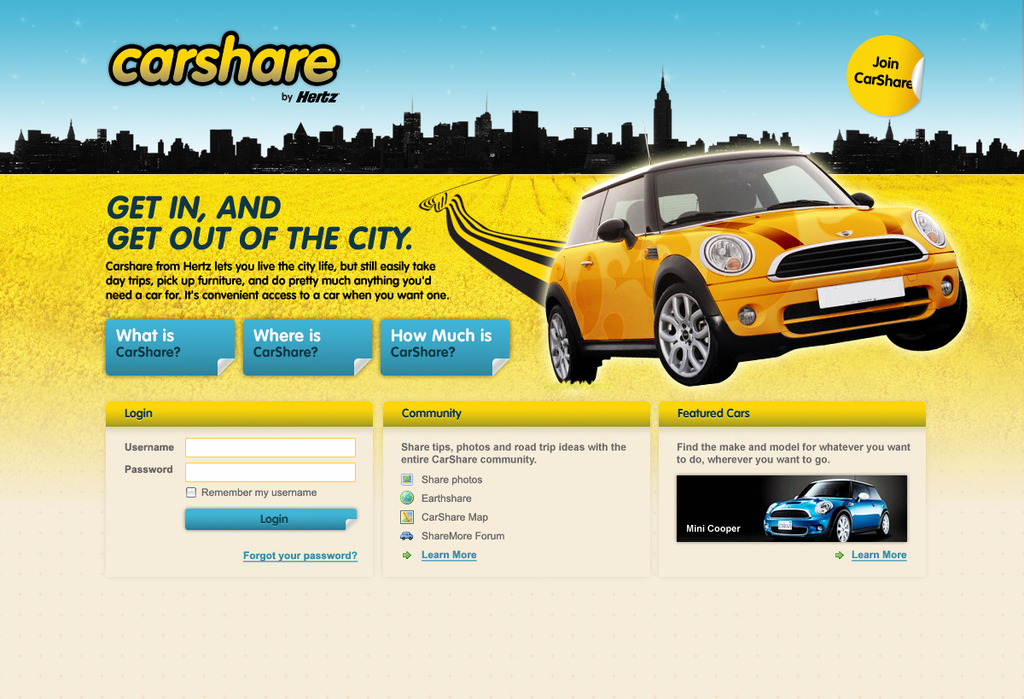 carshare
by Hertz
Join
CarShare
GET IN, AND
GET OUT OF THE CITY.
Carshare from Hertz lets you live the city life, but still easily take
day trips, pick up furniture, and do pretty much anything you'd
need a car for. It's convenient access to a car when you want one.
What is
CarShare?
Where is
CarShare?
How Much is
CarShare?
Login
Username
Password
Remember my username
Login
Forgot your password?
Community
Share tips, photos and road trip ideas with the
entire CarShare community.
Share photos
Earthshare
CarShare Map
ShareMore Forum
Learn More
Featured Cars
Find the make and model for whatever you want
to do, wherever you want to go.
Mini Cooper
Learn More